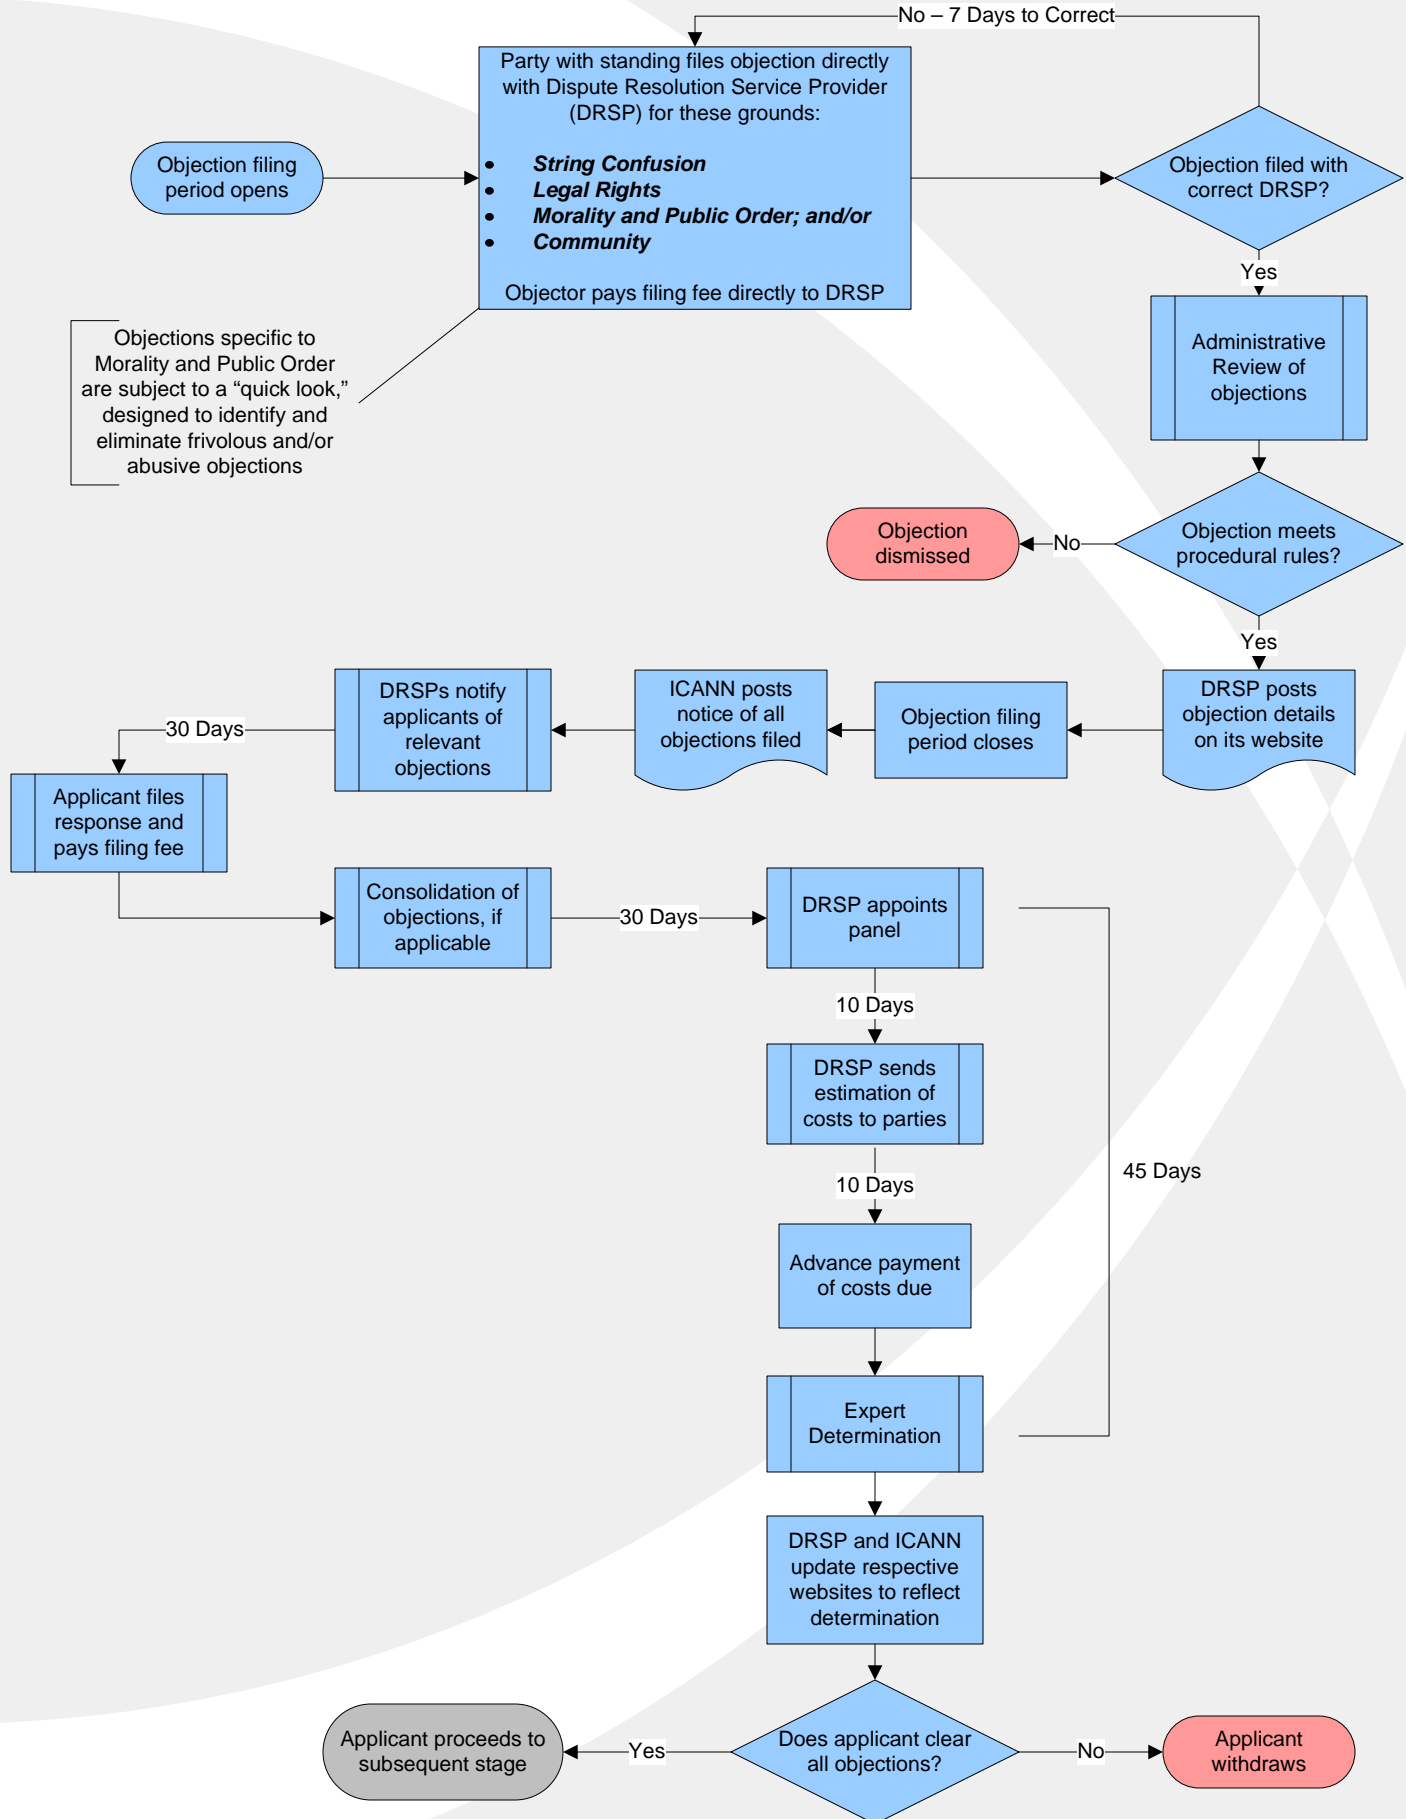 No – 7 Days to Correct
Party with standing files objection directly
with Dispute Resolution Service Provider
(DRSP) for these grounds:
• String Confusion
• Legal Rights
• Morality and Public Order; and/or
• Community
Objector pays filing fee directly to DRSP
Objection filing
period opens
Objection filed with
correct DRSP?
Yes
Objections specific to
Morality and Public Order
are subject to a “quick look,”
designed to identify and
eliminate frivolous and/or
abusive objections
Administrative
Review of
objections
Objection meets
procedural rules?
No
Objection
dismissed
Yes
DRSP posts
objection details
on its website
Objection filing
period closes
ICANN posts
notice of all
objections filed
DRSPs notify
applicants of
relevant
objections
30 Days
Applicant files
response and
pays filing fee
Consolidation of
objections, if
applicable
30 Days
DRSP appoints
panel
10 Days
DRSP sends
estimation of
costs to parties
10 Days
45 Days
Advance payment
of costs due
Expert
Determination
DRSP and ICANN
update respective
websites to reflect
determination
Does applicant clear
all objections?
Yes
Applicant proceeds to
subsequent stage
No
Applicant
withdraws